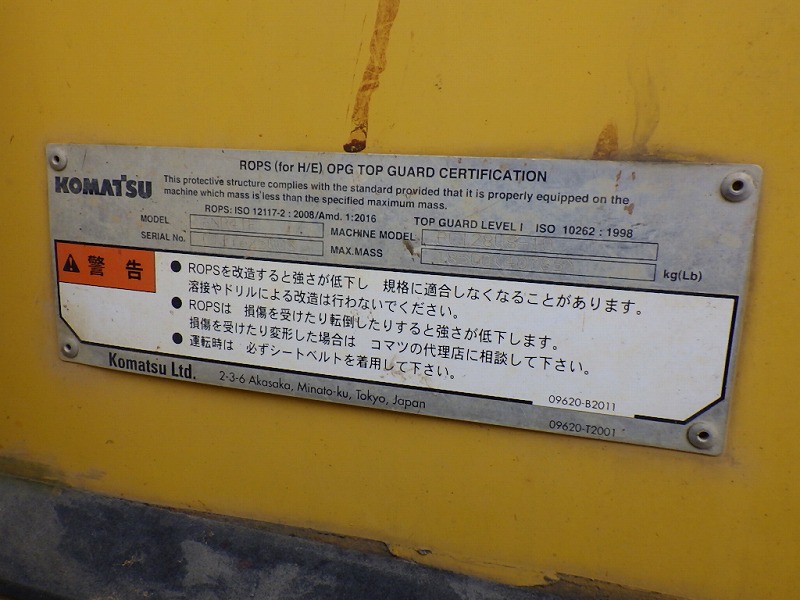 ROPS (for H/E) OPG TOP GUARD CERTIFICATION
KOMATSU
This protective structure complies with the standard provided that it is properly equipped on the
machine which mass is less than the specified maximum mass.
ROPS: ISO 12117-2 : 2008/Amd. 1:2016
TOP GUARD LEVEL I ISO 10262 : 1998
MODEL
MACHINE MODEL
SERIAL No.
MAX.MASS
kg(Lb)
警告
● ROPSを改造すると強さが低下し 規格に適合しなくなることがあります。
溶接やドリルによる改造は行わないでください。
● ROPSは 損傷を受けたり転倒したりすると強さが低下します。
損傷を受けたり変形した場合は コマツの代理店に相談して下さい。
● 運転時は 必ずシートベルトを着用して下さい。
09620-B2011
Komatsu Ltd.
2-3-6 Akasaka, Minato-ku, Tokyo, Japan
09620-T2001